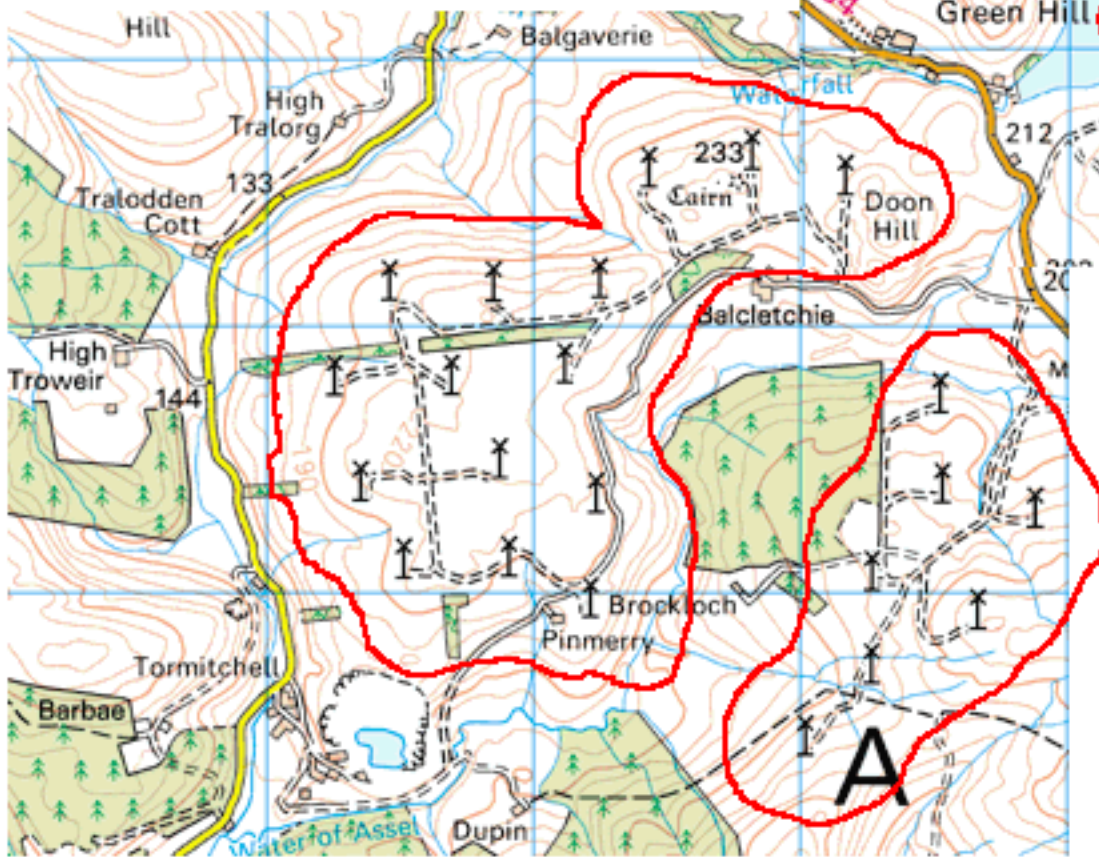 Hill
Balgaverie
Green Hill
High
Tralorg
Waterfall
212
133
233
Cairn
Tralodden
Cott
Doon
Hill
Balcletchie
High
Troweir
144
M
220
190
Brockloch
Pinmerry
Tormitchell
Barbae
A
Water of Assel
Dupin